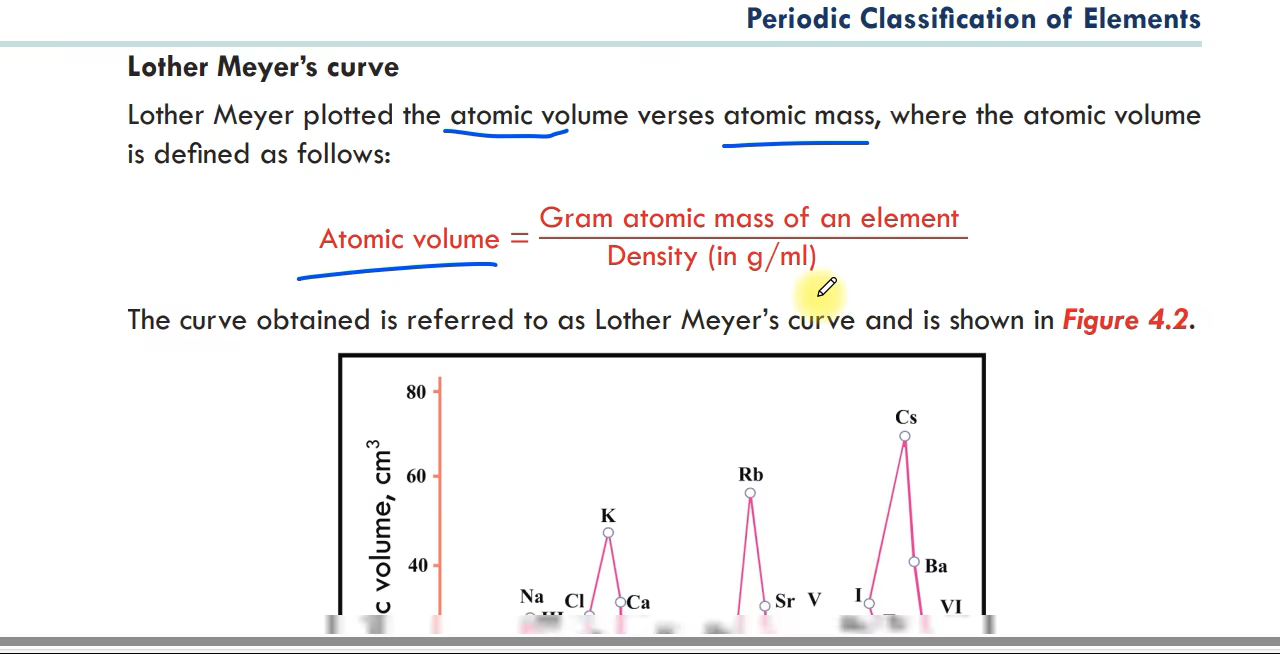 Periodic Classification of Elements
Lother Meyer's curve
Lother Meyer plotted the atomic volume verses atomic mass, where the atomic volume
is defined as follows:
Atomic volume = Gram atomic mass of an element
Density (in g/ml)
The curve obtained is referred to as Lother Meyer's curve and is shown in Figure 4.2.
80
Cs
60
Rb
K
40
Ba
Na Cl Ca Sr V I VI
c volume, cm³